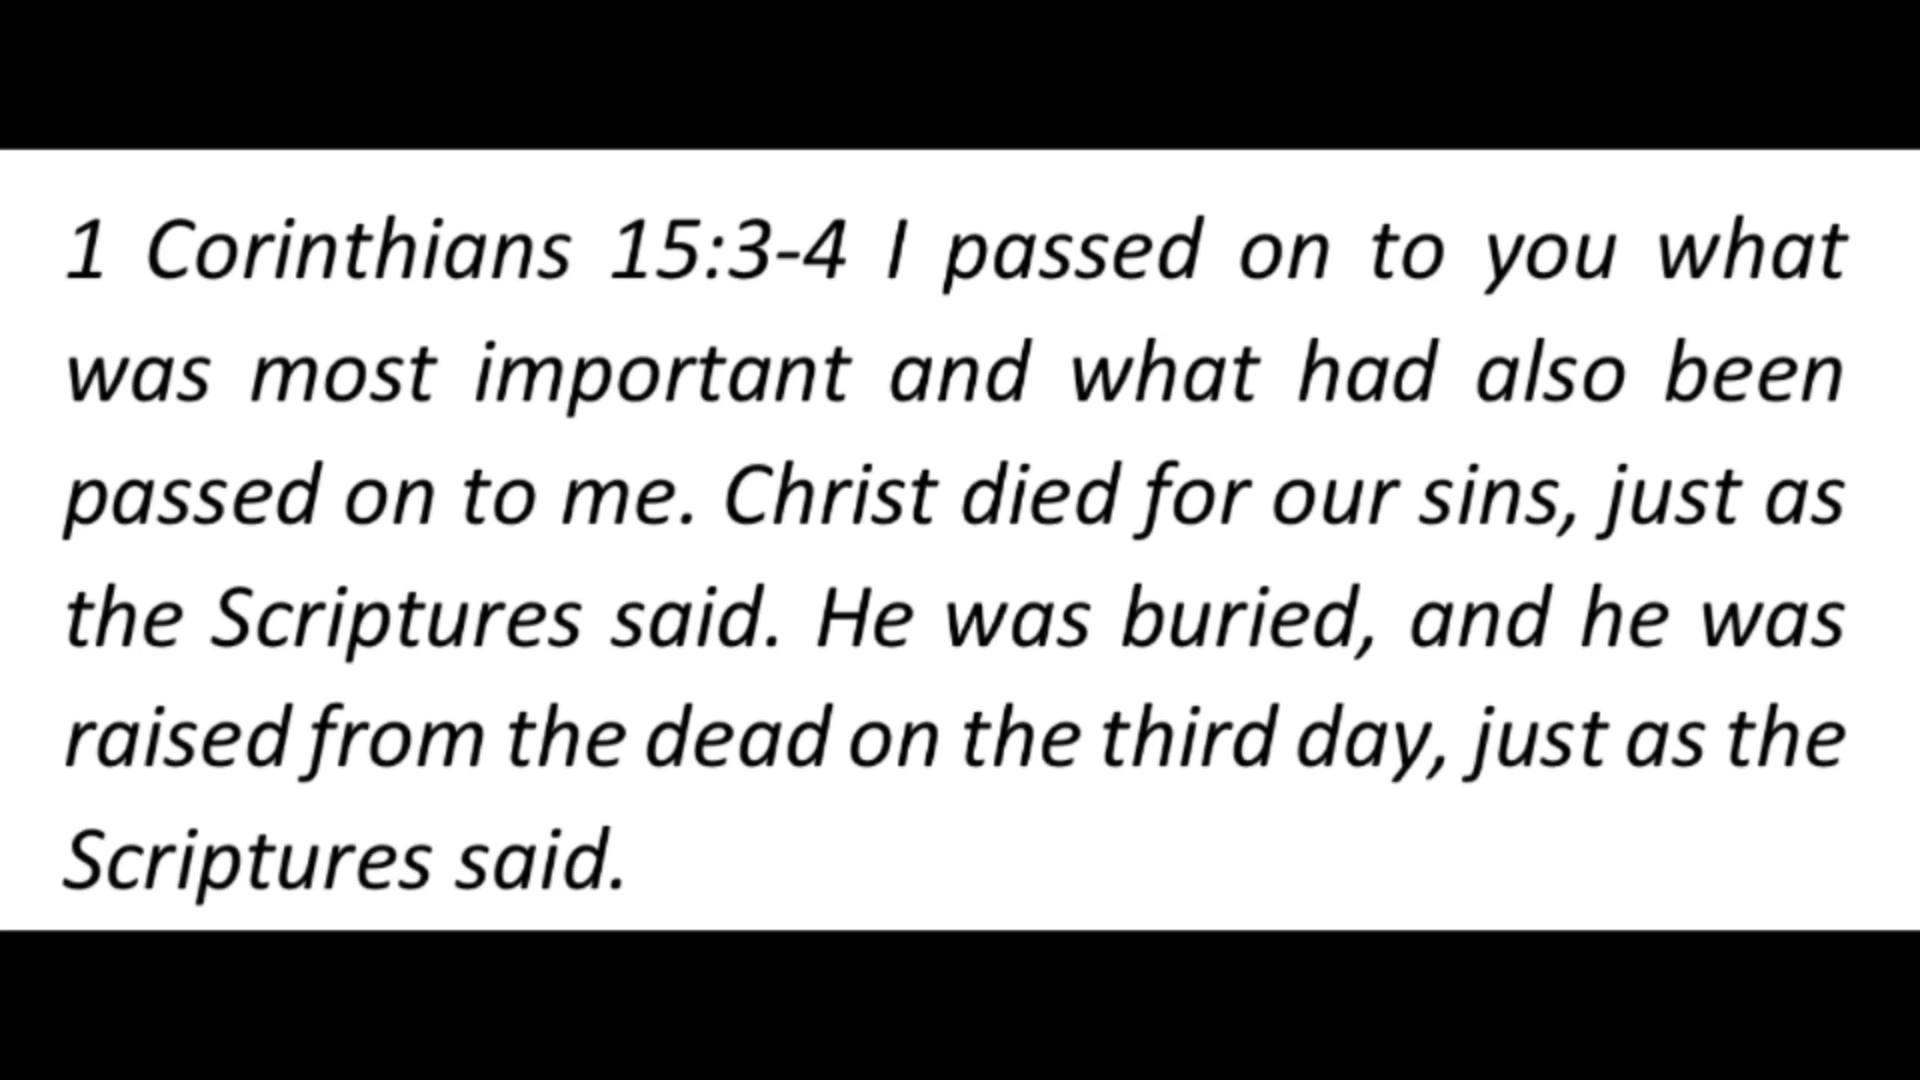 1 Corinthians 15:3-4 I passed on to you what
was most important and what had also been
passed on to me. Christ died for our sins, just as
the Scriptures said. He was buried, and he was
raised from the dead on the third day, just as the
Scriptures said.